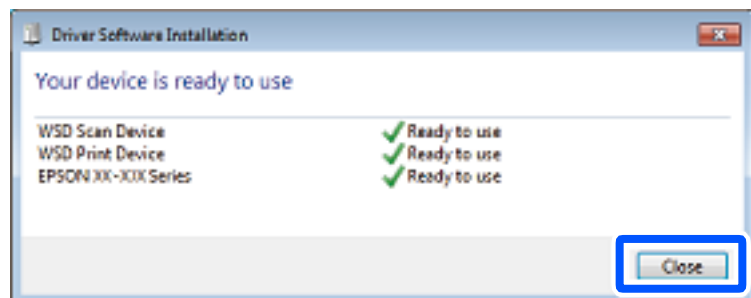 Driver Software Installation
Your device is ready to use
WSD Scan Device Ready to use
WSD Print Device Ready to use
EPSON XX-XXX Series Ready to use
Close